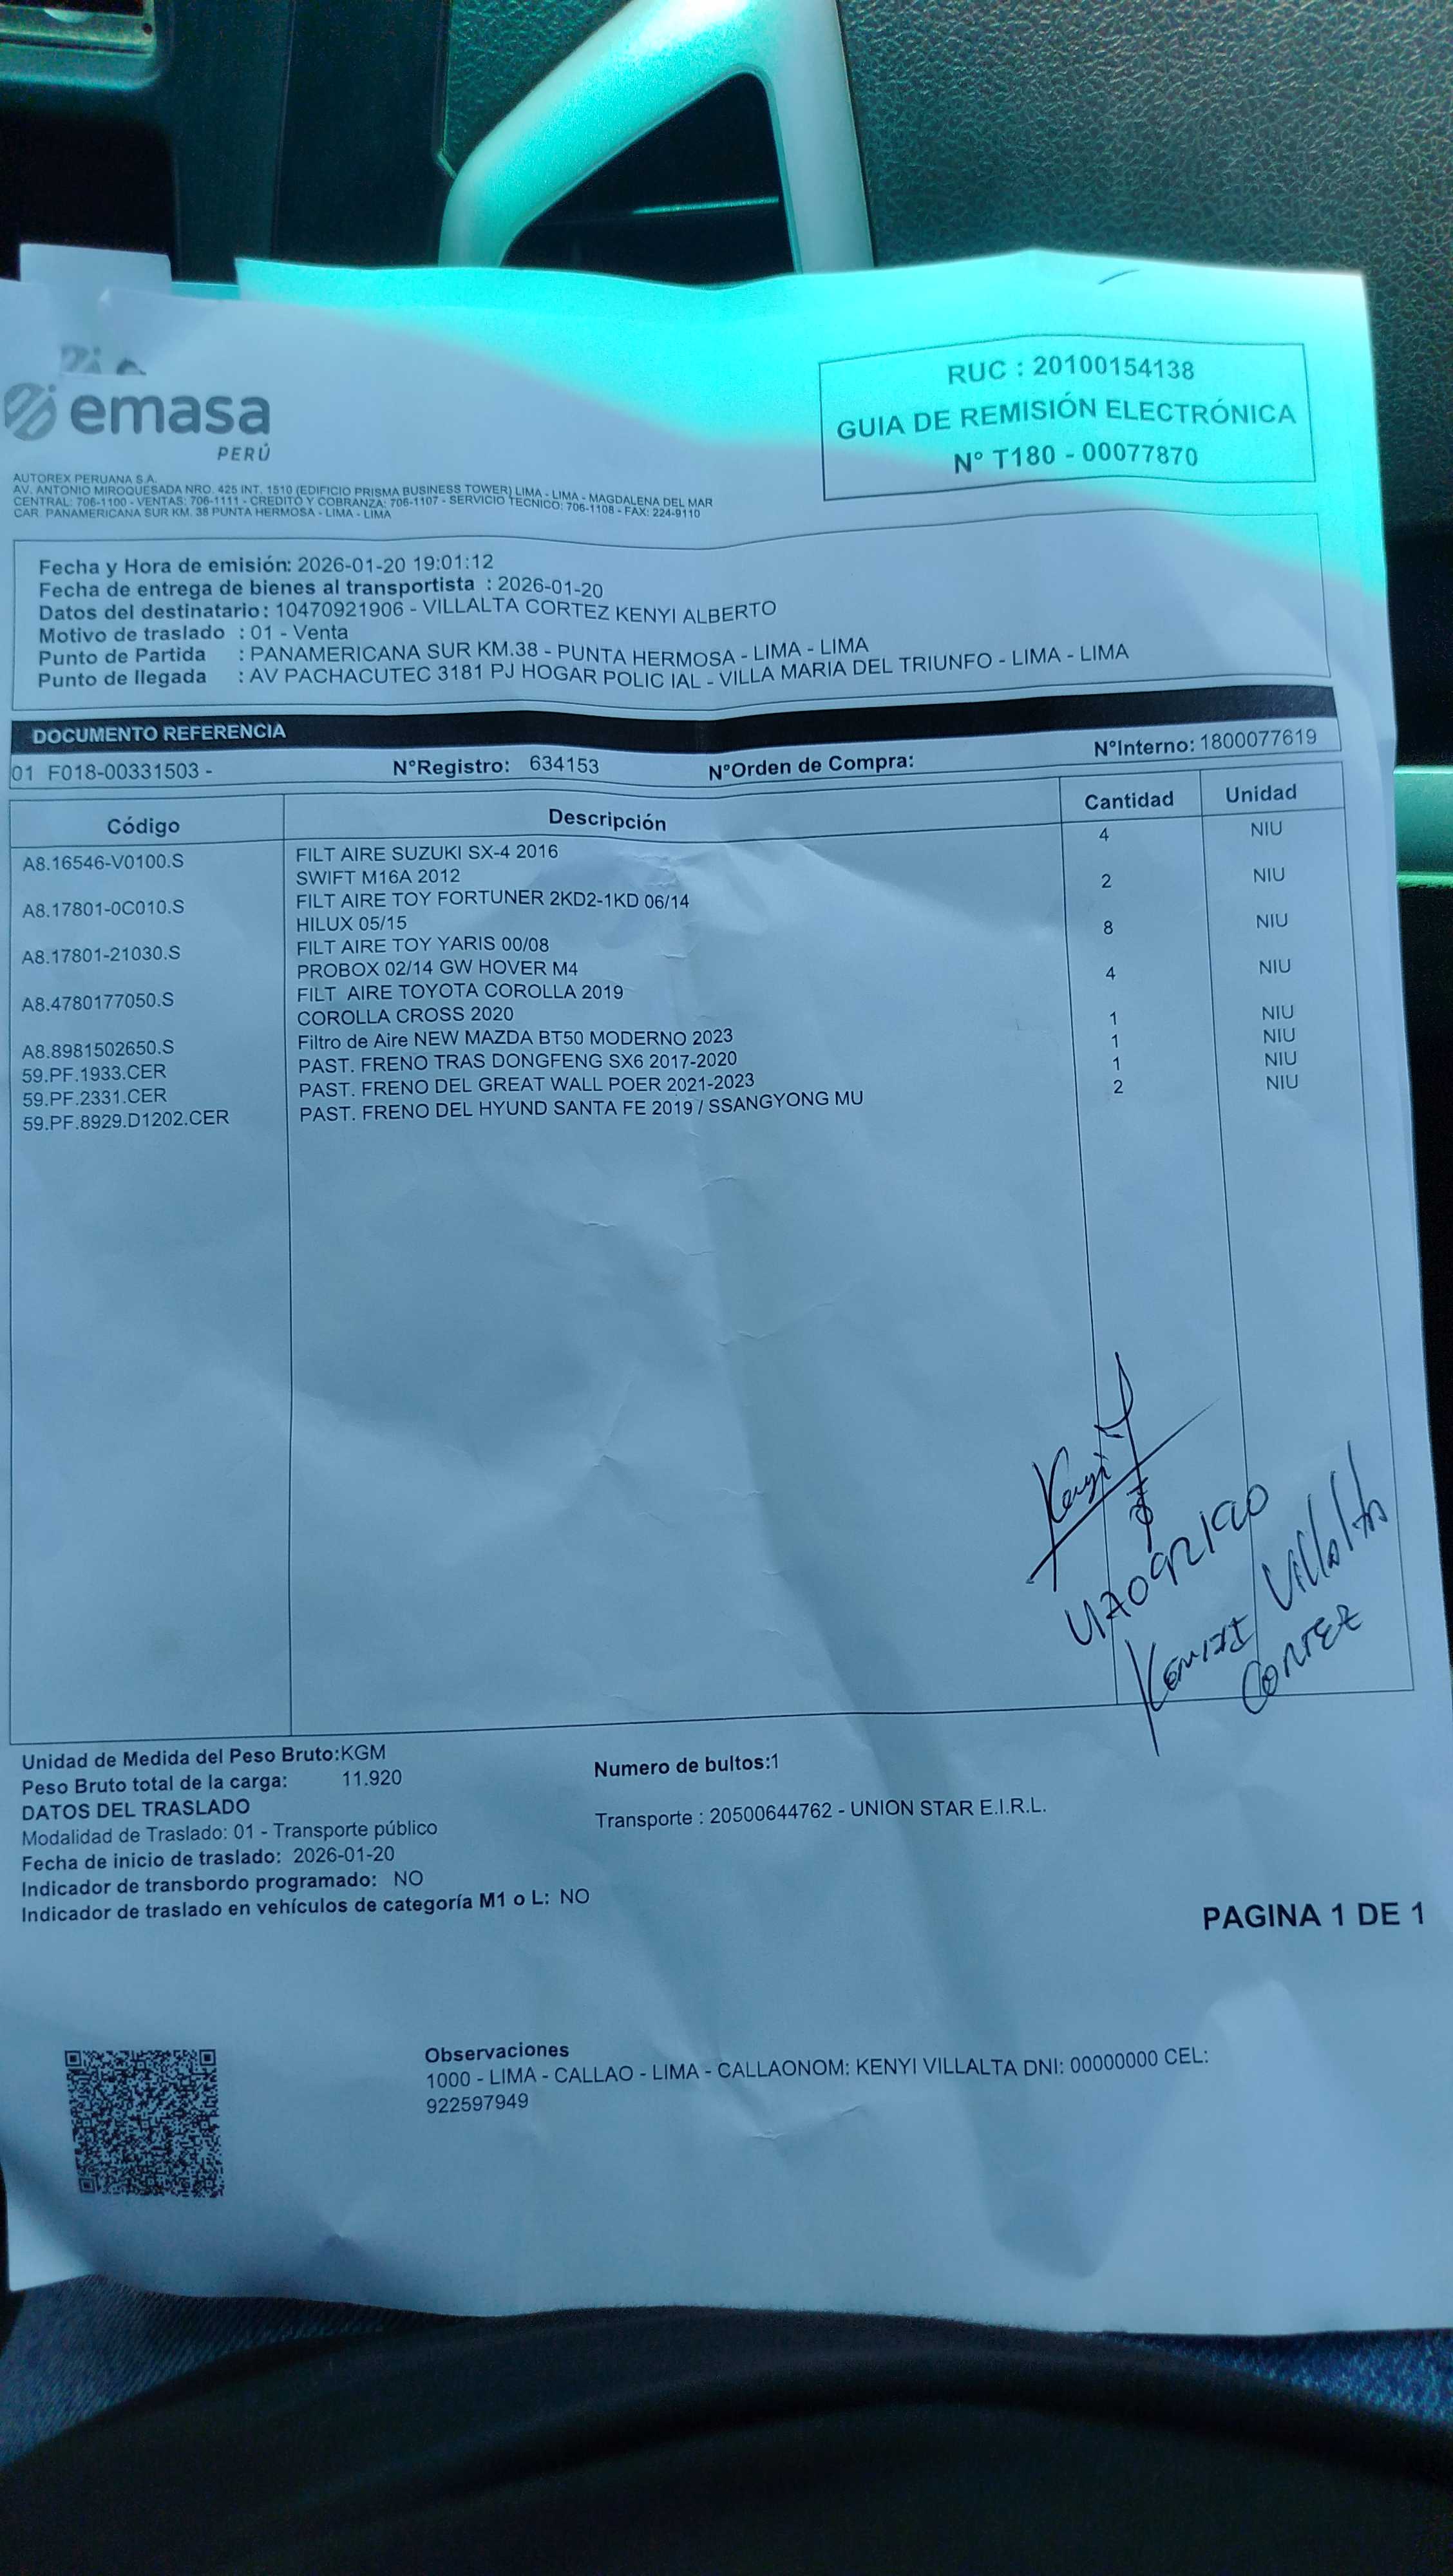 emasa
PERÚ
RUC : 20100154138
GUIA DE REMISIÓN ELECTRÓNICA
N° T180 - 00077870
AUTOREX PERUANA S.A.
AV. ANTONIO MIROQUESADA NRO. 425 INT. 1510 (EDIFICIO PRISMA BUSINESS TOWER) LIMA - LIMA - MAGDALENA DEL MAR
CENTRAL: 706-1100 - VENTAS: 706-1111 - CREDITO Y COBRANZA: 706-1107 - SERVICIO TECNICO: 706-1108 - FAX: 224-9110
CAR. PANAMERICANA SUR KM. 38 PUNTA HERMOSA - LIMA - LIMA
Fecha y Hora de emisión: 2026-01-20 19:01:12
Fecha de entrega de bienes al transportista : 2026-01-20
Datos del destinatario: 10470921906 - VILLALTA CORTEZ KENYI ALBERTO
Motivo de traslado : 01 - Venta
Punto de Partida : PANAMERICANA SUR KM.38 - PUNTA HERMOSA - LIMA - LIMA
Punto de llegada : AV PACHACUTEC 3181 PJ HOGAR POLIC IAL - VILLA MARIA DEL TRIUNFO - LIMA - LIMA
DOCUMENTO REFERENCIA
01 F018-00331503 - N°Registro: 634153 N°Orden de Compra: N°Interno: 1800077619
Código Descripción Cantidad Unidad
A8.16546-V0100.S FILT AIRE SUZUKI SX-4 2016 4 NIU
SWIFT M16A 2012
A8.17801-0C010.S FILT AIRE TOY FORTUNER 2KD2-1KD 06/14 2 NIU
HILUX 05/15
A8.17801-21030.S FILT AIRE TOY YARIS 00/08 8 NIU
PROBOX 02/14 GW HOVER M4
A8.4780177050.S FILT AIRE TOYOTA COROLLA 2019 4 NIU
COROLLA CROSS 2020
A8.8981502650.S Filtro de Aire NEW MAZDA BT50 MODERNO 2023 1 NIU
59.PF.1933.CER PAST. FRENO TRAS DONGFENG SX6 2017-2020 1 NIU
59.PF.2331.CER PAST. FRENO DEL GREAT WALL POER 2021-2023 1 NIU
59.PF.8929.D1202.CER PAST. FRENO DEL HYUND SANTA FE 2019 / SSANGYONG MU 2 NIU
Kenyi
47092190
Kenyi Villalta
CORTEZ
Unidad de Medida del Peso Bruto:KGM
Peso Bruto total de la carga: 11.920 Numero de bultos:1
DATOS DEL TRASLADO
Modalidad de Traslado: 01 - Transporte público Transporte : 20500644762 - UNION STAR E.I.R.L.
Fecha de inicio de traslado: 2026-01-20
Indicador de transbordo programado: NO
Indicador de traslado en vehículos de categoría M1 o L: NO
PAGINA 1 DE 1
Observaciones
1000 - LIMA - CALLAO - LIMA - CALLAONOM: KENYI VILLALTA DNI: 00000000 CEL:
922597949